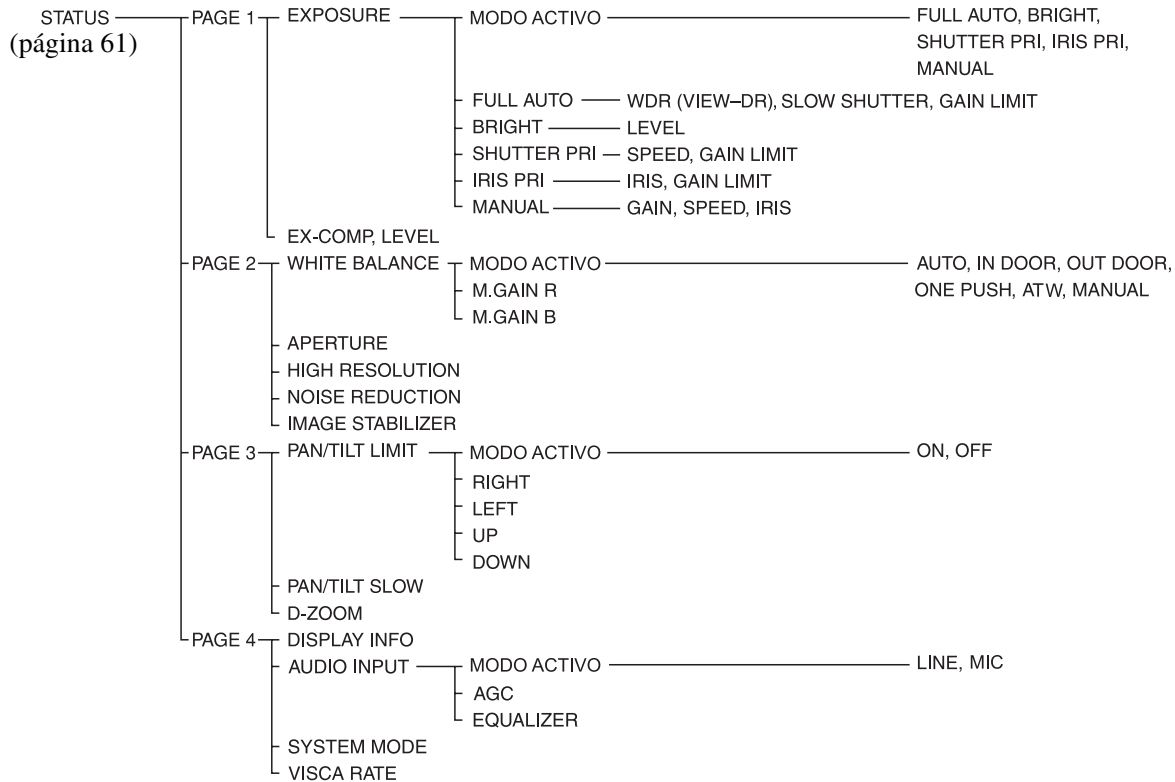 STATUS PAGE 1 EXPOSURE MODO ACTIVO FULL AUTO, BRIGHT,
(página 61) SHUTTER PRI, IRIS PRI,
MANUAL
FULL AUTO WDR (VIEW–DR), SLOW SHUTTER, GAIN LIMIT
BRIGHT LEVEL
SHUTTER PRI SPEED, GAIN LIMIT
IRIS PRI IRIS, GAIN LIMIT
MANUAL GAIN, SPEED, IRIS
EX-COMP, LEVEL
PAGE 2 WHITE BALANCE MODO ACTIVO AUTO, IN DOOR, OUT DOOR,
M.GAIN R ONE PUSH, ATW, MANUAL
M.GAIN B
APERTURE
HIGH RESOLUTION
NOISE REDUCTION
IMAGE STABILIZER
PAGE 3 PAN/TILT LIMIT MODO ACTIVO ON, OFF
RIGHT
LEFT
UP
DOWN
PAN/TILT SLOW
D-ZOOM
PAGE 4 DISPLAY INFO
AUDIO INPUT MODO ACTIVO LINE, MIC
AGC
EQUALIZER
SYSTEM MODE
VISCA RATE